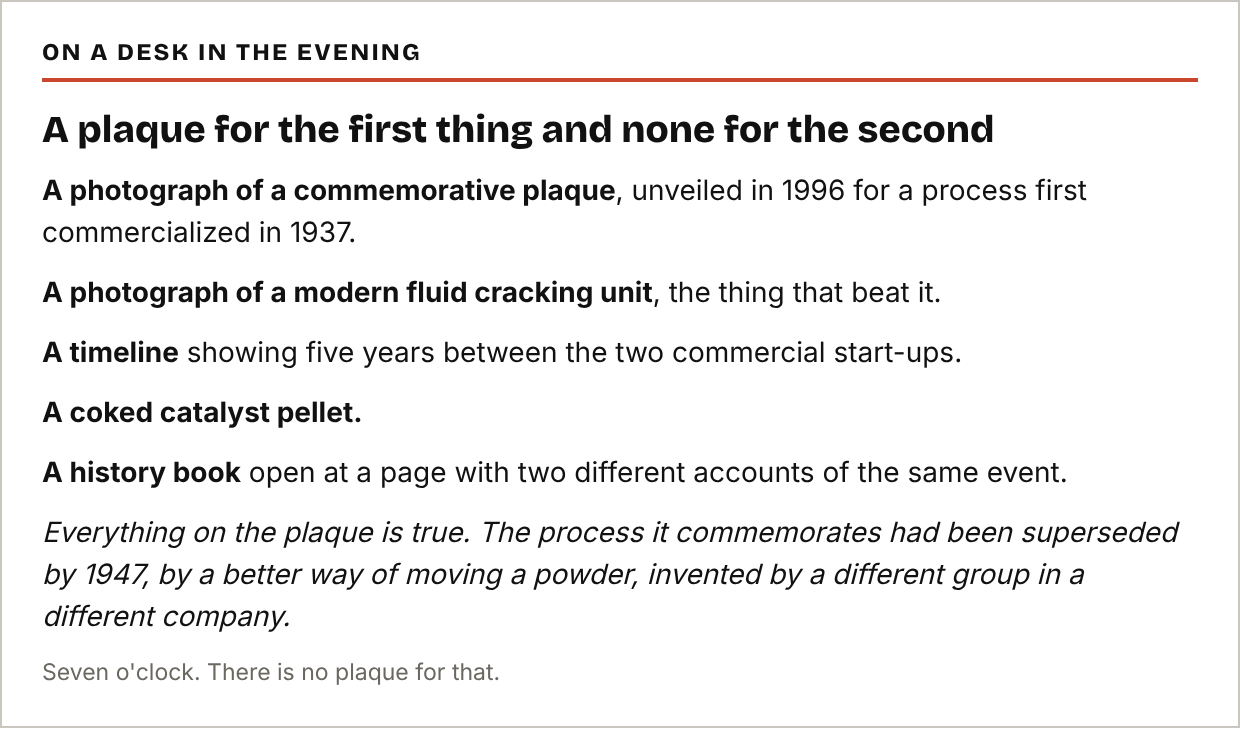 ON A DESK IN THE EVENING
A plaque for the first thing and none for the second
A photograph of a commemorative plaque, unveiled in 1996 for a process first
commercialized in 1937.
A photograph of a modern fluid cracking unit, the thing that beat it.
A timeline showing five years between the two commercial start-ups.
A coked catalyst pellet.
A history book open at a page with two different accounts of the same event.
Everything on the plaque is true. The process it commemorates had been superseded
by 1947, by a better way of moving a powder, invented by a different group in a
different company.
Seven o'clock. There is no plaque for that.